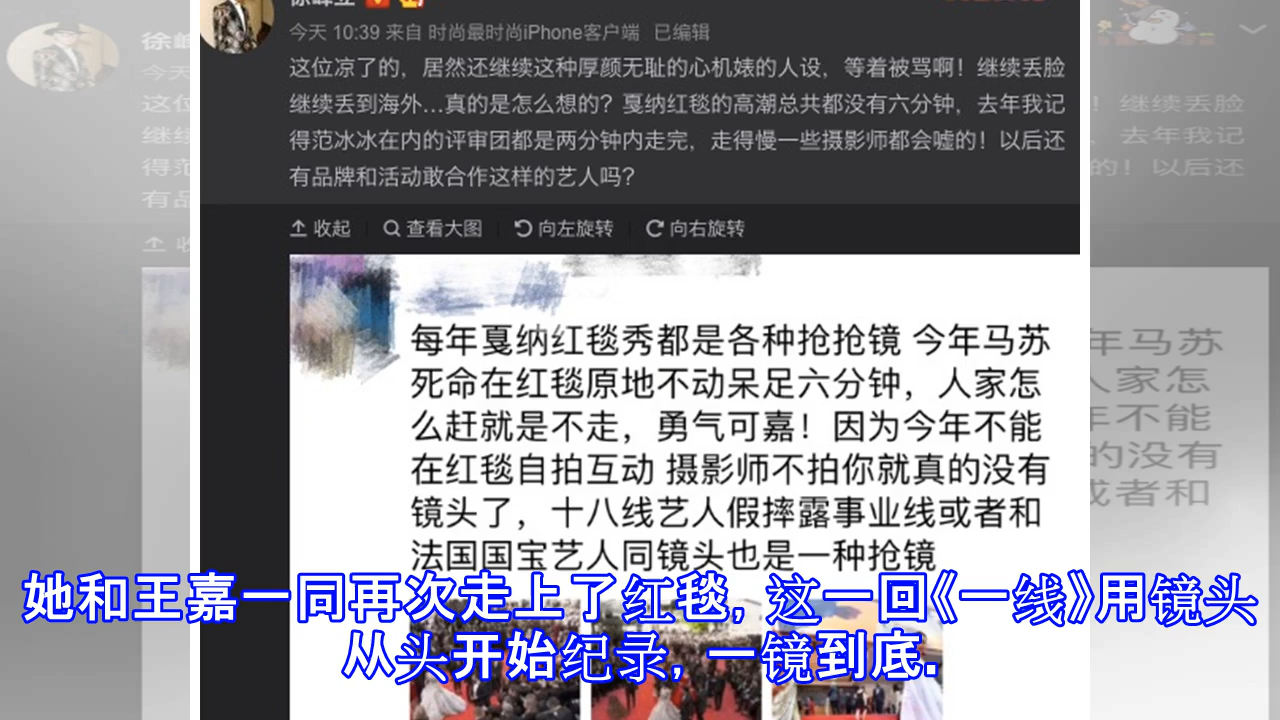 今天 10:39 来自 时尚最时尚iPhone客户端 已编辑
这位凉了的，居然还继续这种厚颜无耻的心机婊的人设，等着被骂啊！继续丢脸
继续丢到海外...真的是怎么想的？戛纳红毯的高潮总共都没有六分钟，去年我记
得范冰冰在内的评审团都是两分钟内走完，走得慢一些摄影师都会嘘的！以后还
有品牌和活动敢合作这样的艺人吗？
收起 查看大图 向左旋转 向右旋转
每年戛纳红毯秀都是各种抢抢镜 今年马苏
死命在红毯原地不动呆足六分钟，人家怎
么赶就是不走，勇气可嘉！因为今年不能
在红毯自拍互动 摄影师不拍你就真的没有
镜头了，十八线艺人假摔露事业线或者和
法国国宝艺人同镜头也是一种抢镜
她和王嘉一同再次走上了红毯, 这一回《一线》用镜头
从头开始纪录, 一镜到底.